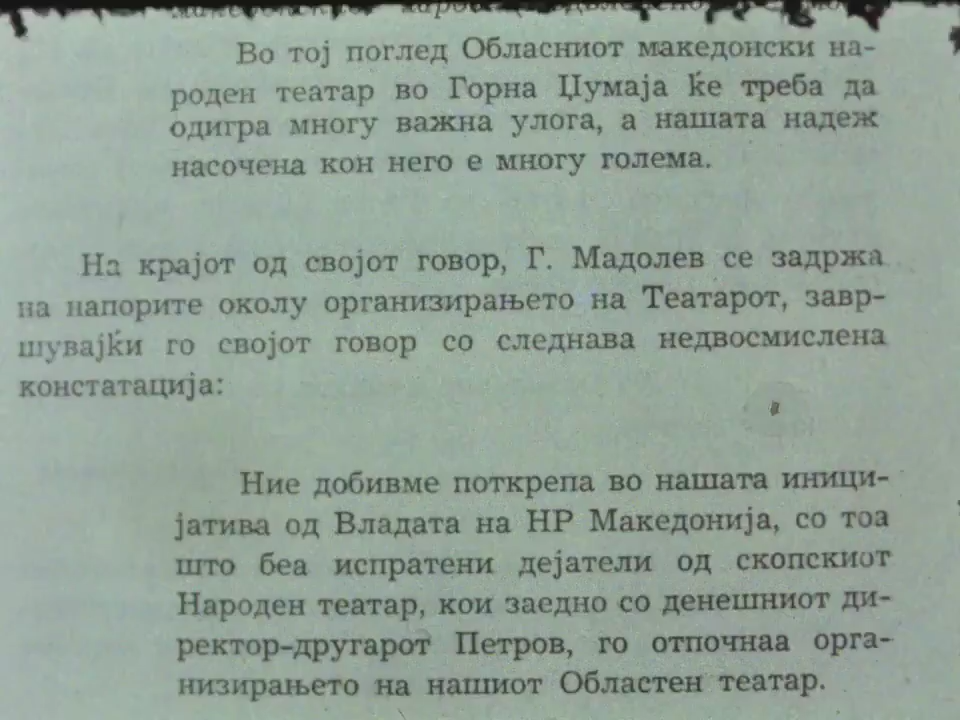 Во тој поглед Обласниот македонски на-
роден театар во Горна Џумаја ќе треба да
одигра многу важна улога, а нашата надеж
насочена кон него е многу голема.
На крајот од својот говор, Г. Мадолев се задржа
на напорите околу организирањето на Театарот, завр-
шувајќи го својот говор со следнава недвосмислена
констатација:
Ние добивме поткрепа во нашата иници-
јатива од Владата на НР Македонија, со тоа
што беа испратени дејатели од скопскиот
Народен театар, кои заедно со денешниот ди-
ректор-другарот Петров, го отпочнаа орга-
низирањето на нашиот Областен театар.